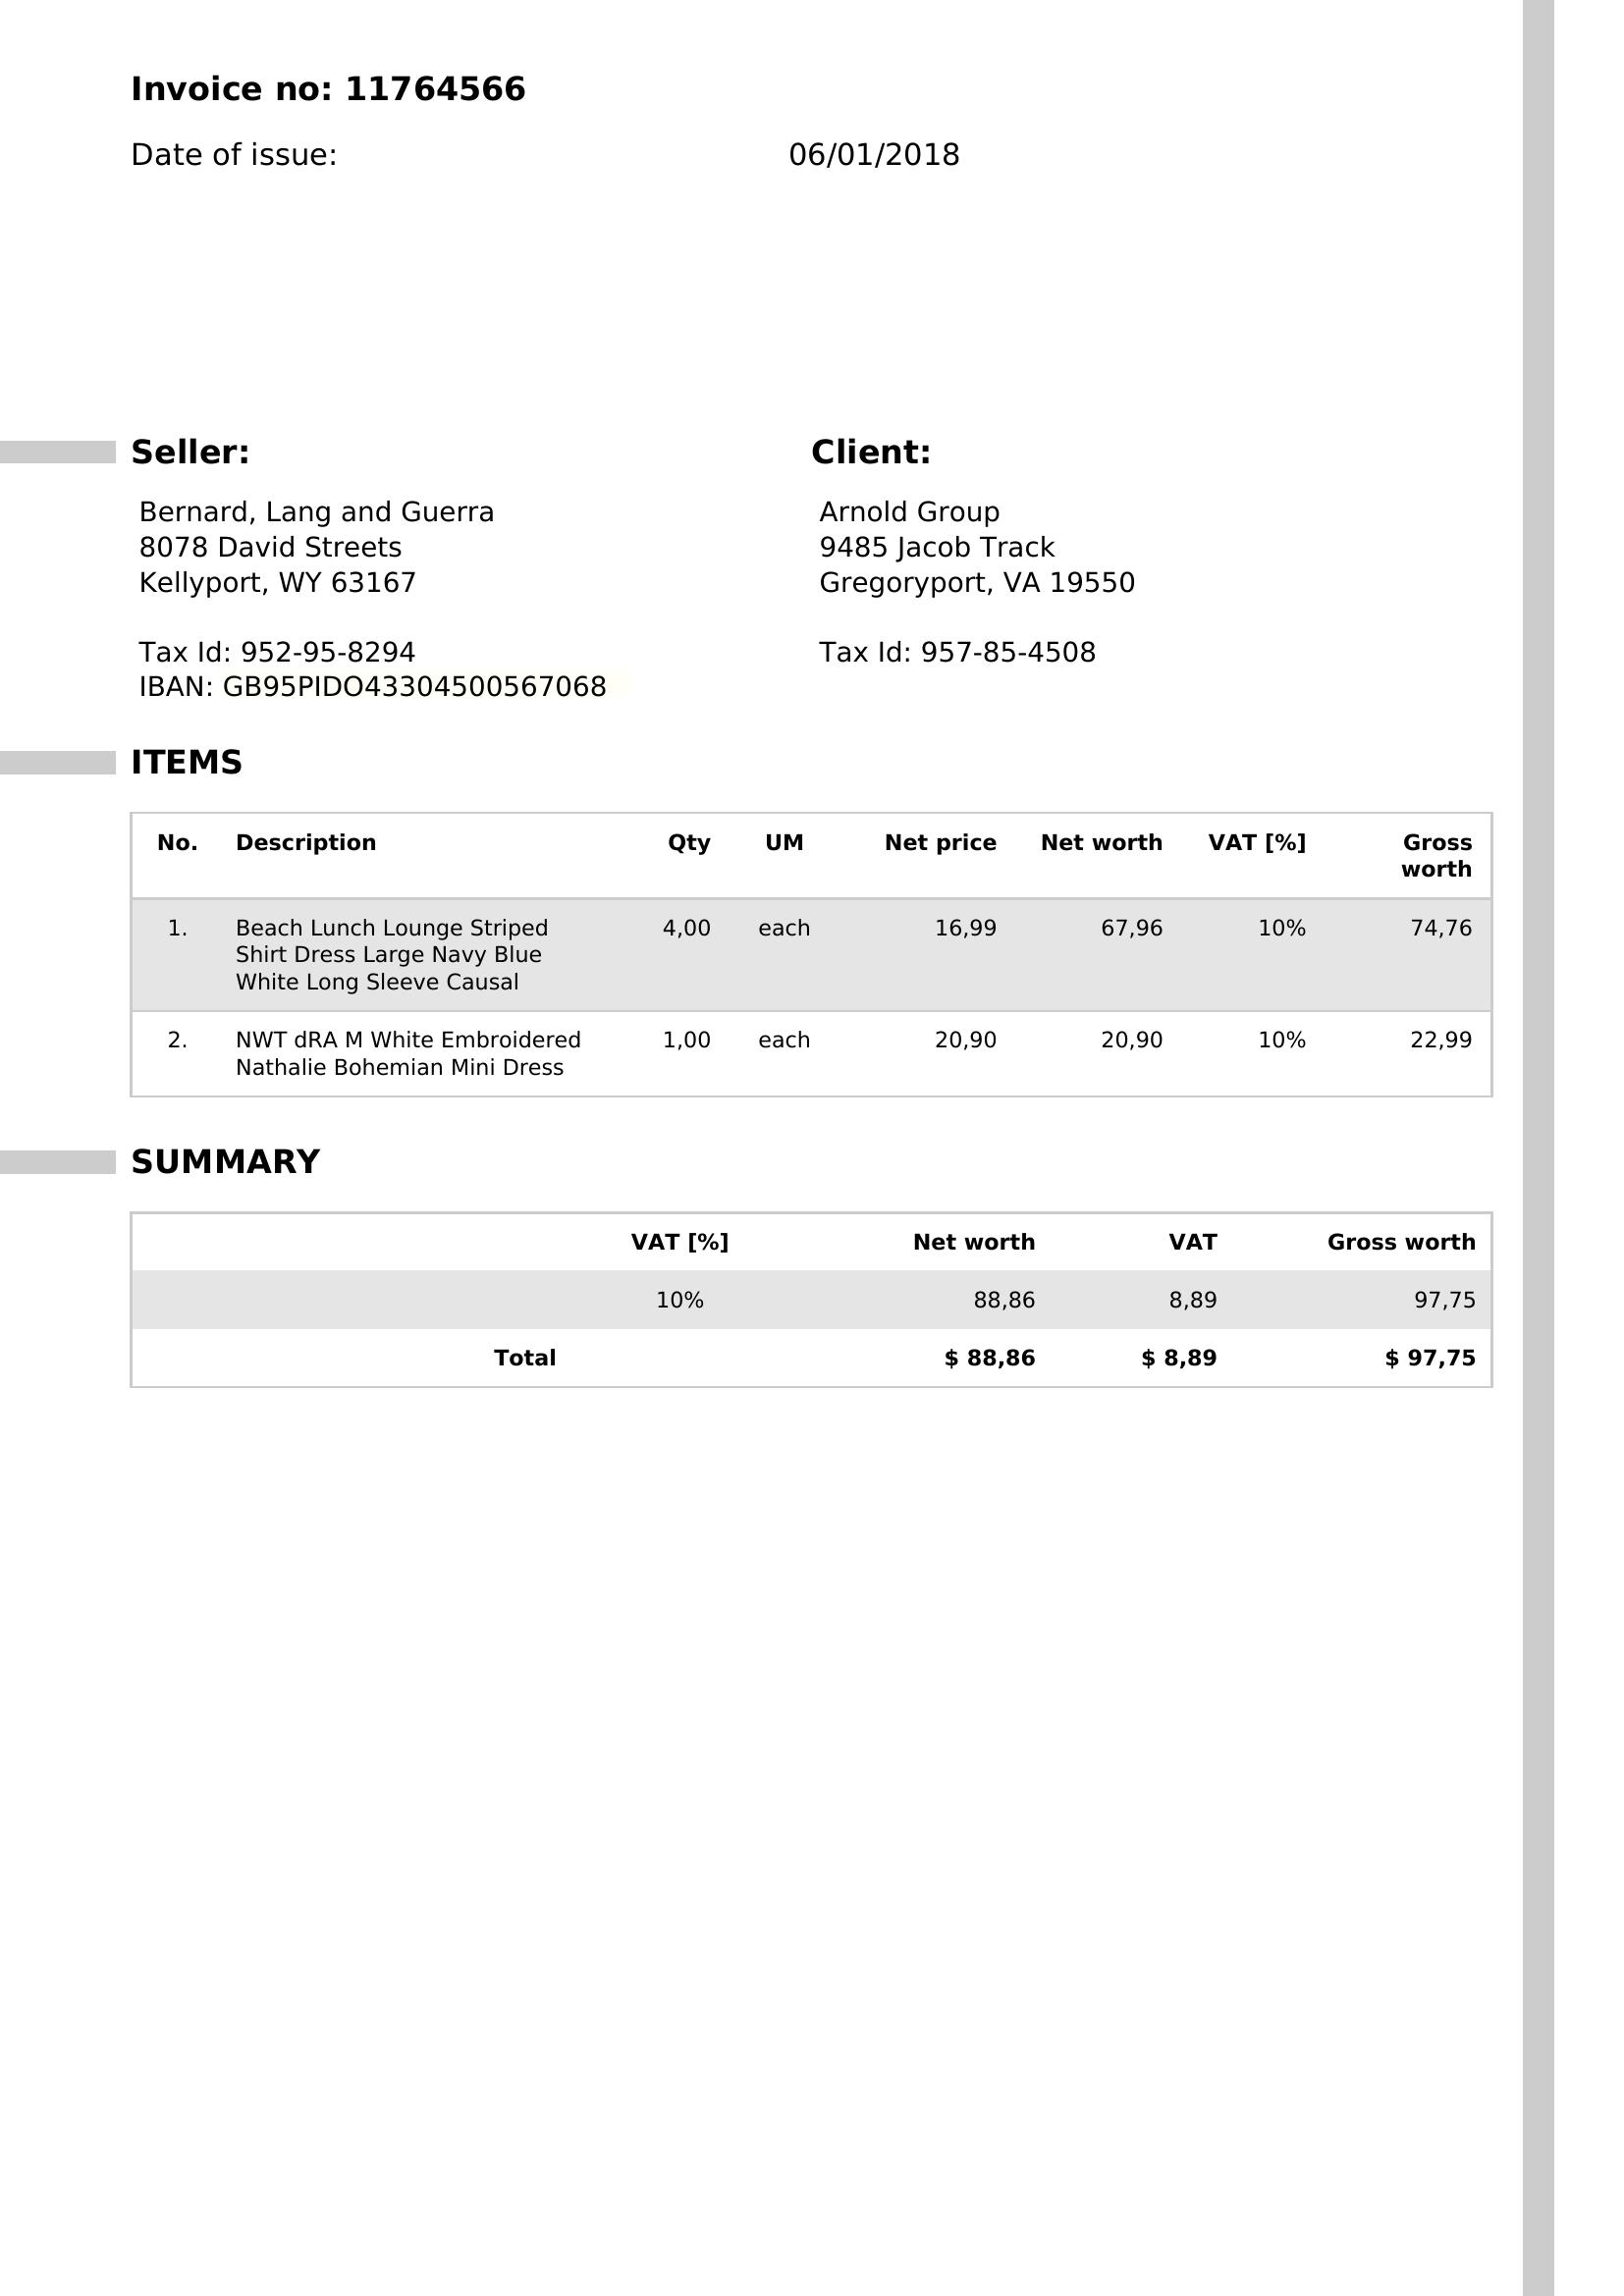 Invoice no: 11764566
Date of issue: 06/01/2018
Seller:
Bernard, Lang and Guerra
8078 David Streets
Kellyport, WY 63167
Tax Id: 952-95-8294
IBAN: GB95PIDO43304500567068
Client:
Arnold Group
9485 Jacob Track
Gregoryport, VA 19550
Tax Id: 957-85-4508
ITEMS
No. Description Qty UM Net price Net worth VAT [%] Gross
worth
1. Beach Lunch Lounge Striped 4,00 each 16,99 67,96 10% 74,76
Shirt Dress Large Navy Blue
White Long Sleeve Causal
2. NWT dRA M White Embroidered 1,00 each 20,90 20,90 10% 22,99
Nathalie Bohemian Mini Dress
SUMMARY
VAT [%] Net worth VAT Gross worth
10% 88,86 8,89 97,75
Total $ 88,86 $ 8,89 $ 97,75